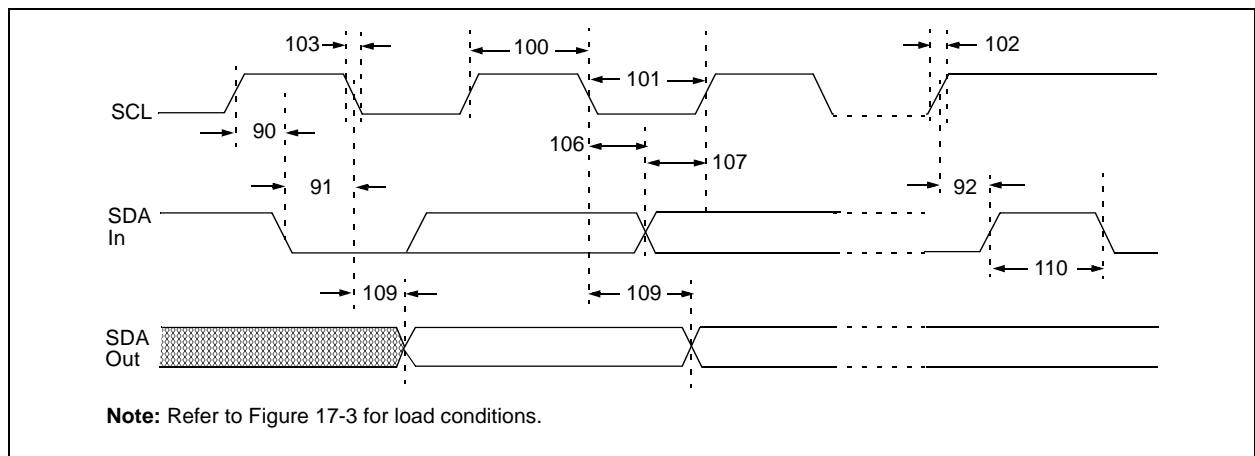 103
100
102
101
SCL
90
106
107
91
92
SDA
In
110
109
109
SDA
Out
Note: Refer to Figure 17-3 for load conditions.